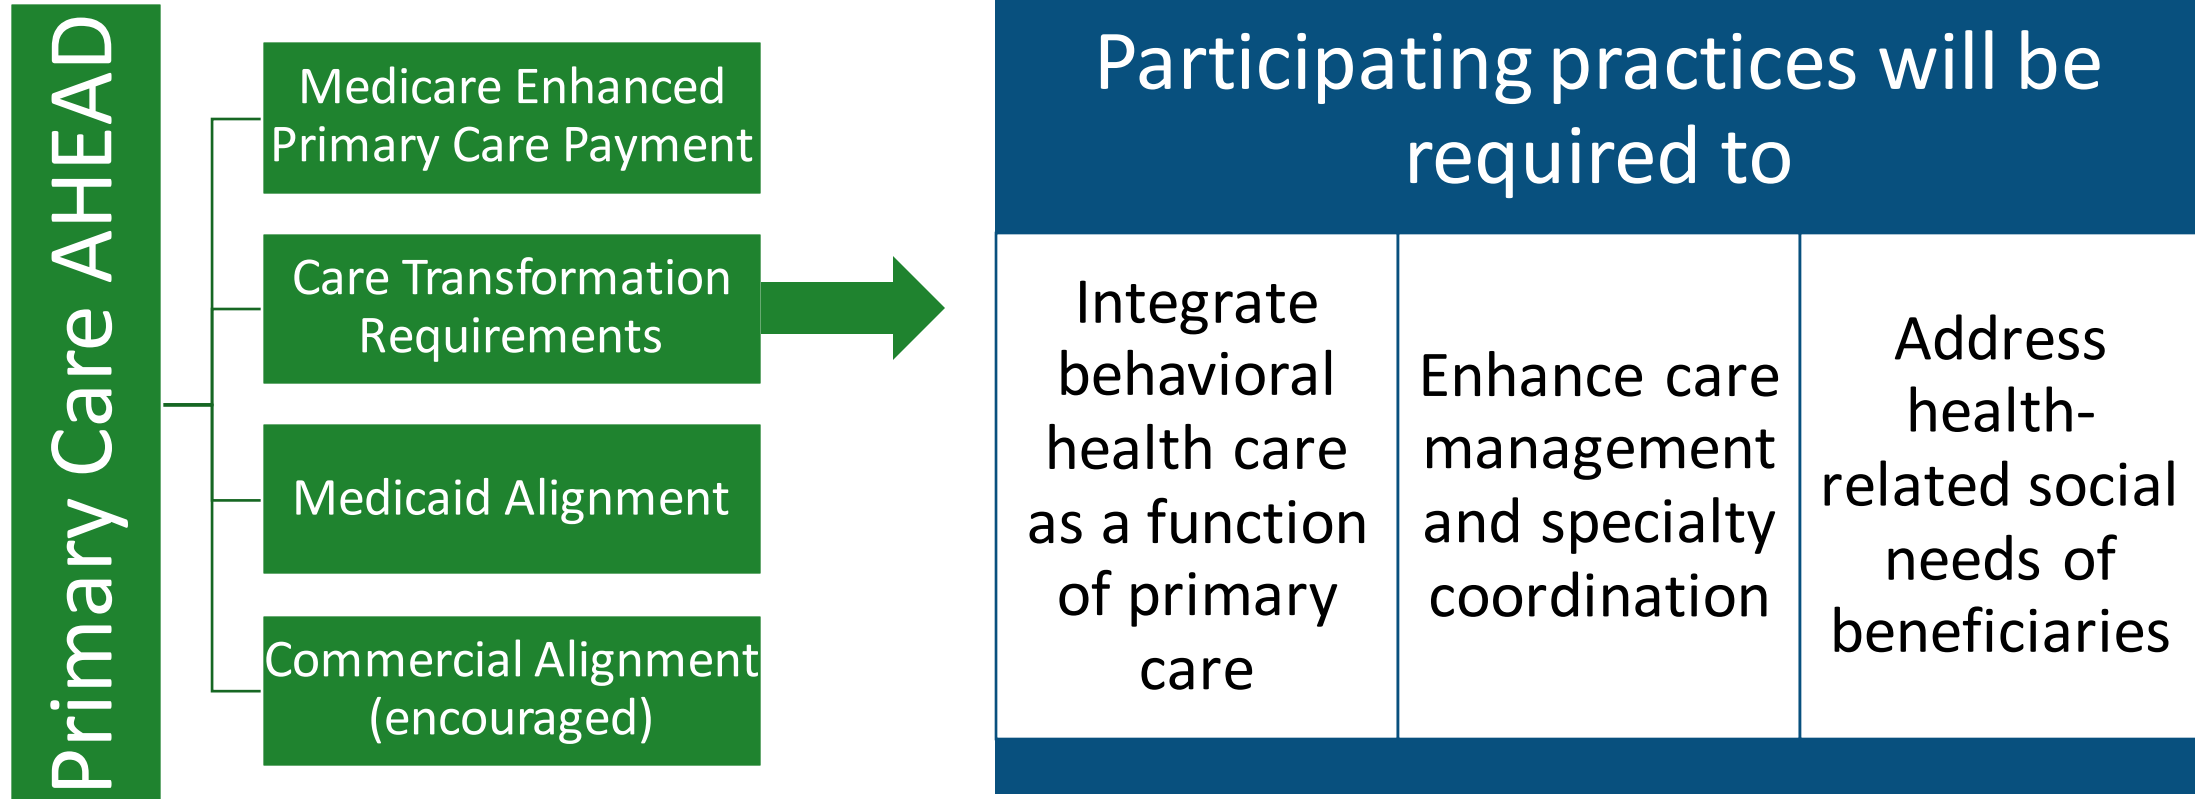 Primary Care AHEAD
Medicare Enhanced
Primary Care Payment
Care Transformation
Requirements
Medicaid Alignment
Commercial Alignment
(encouraged)
Participating practices will be
required to
Integrate
behavioral
health care
as a function
of primary
care
Enhance care
management
and specialty
coordination
Address
health-
related social
needs of
beneficiaries